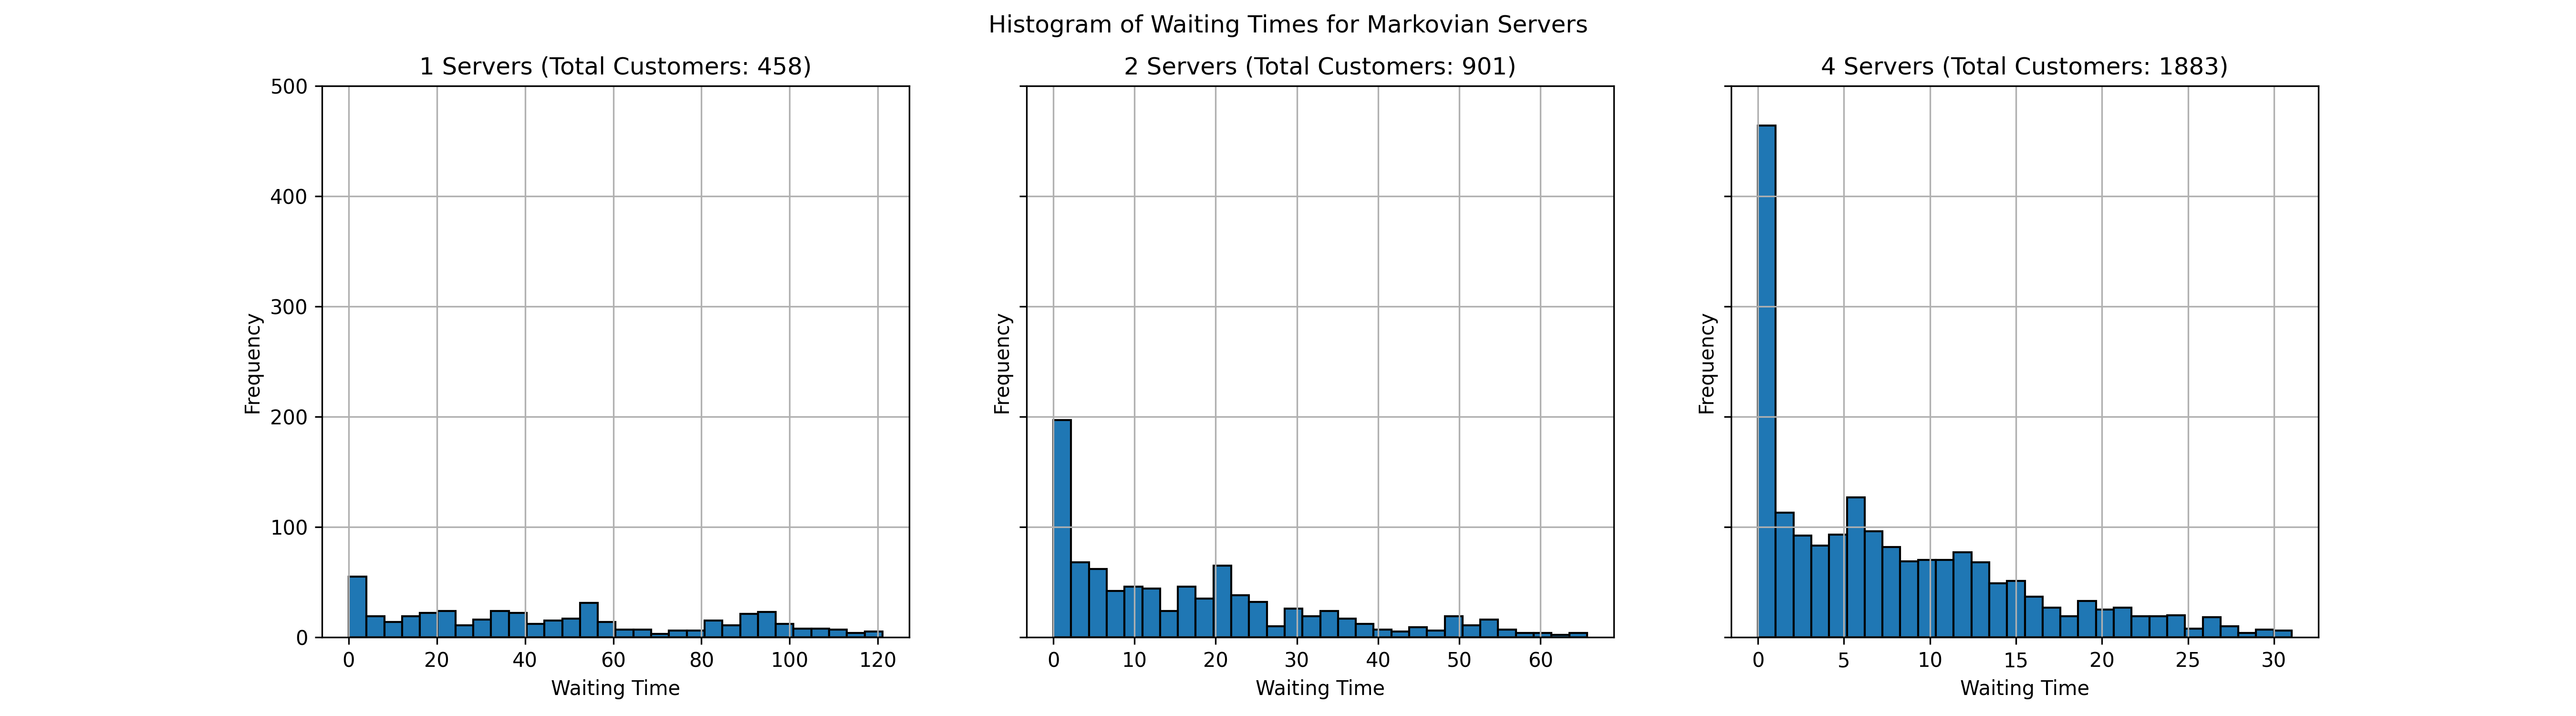 Histogram of Waiting Times for Markovian Servers
1 Servers (Total Customers: 458)
500
400
300
200
100
0
Frequency
0 20 40 60 80 100 120
Waiting Time
2 Servers (Total Customers: 901)
Frequency
0 10 20 30 40 50 60
Waiting Time
4 Servers (Total Customers: 1883)
Frequency
0 5 10 15 20 25 30
Waiting Time